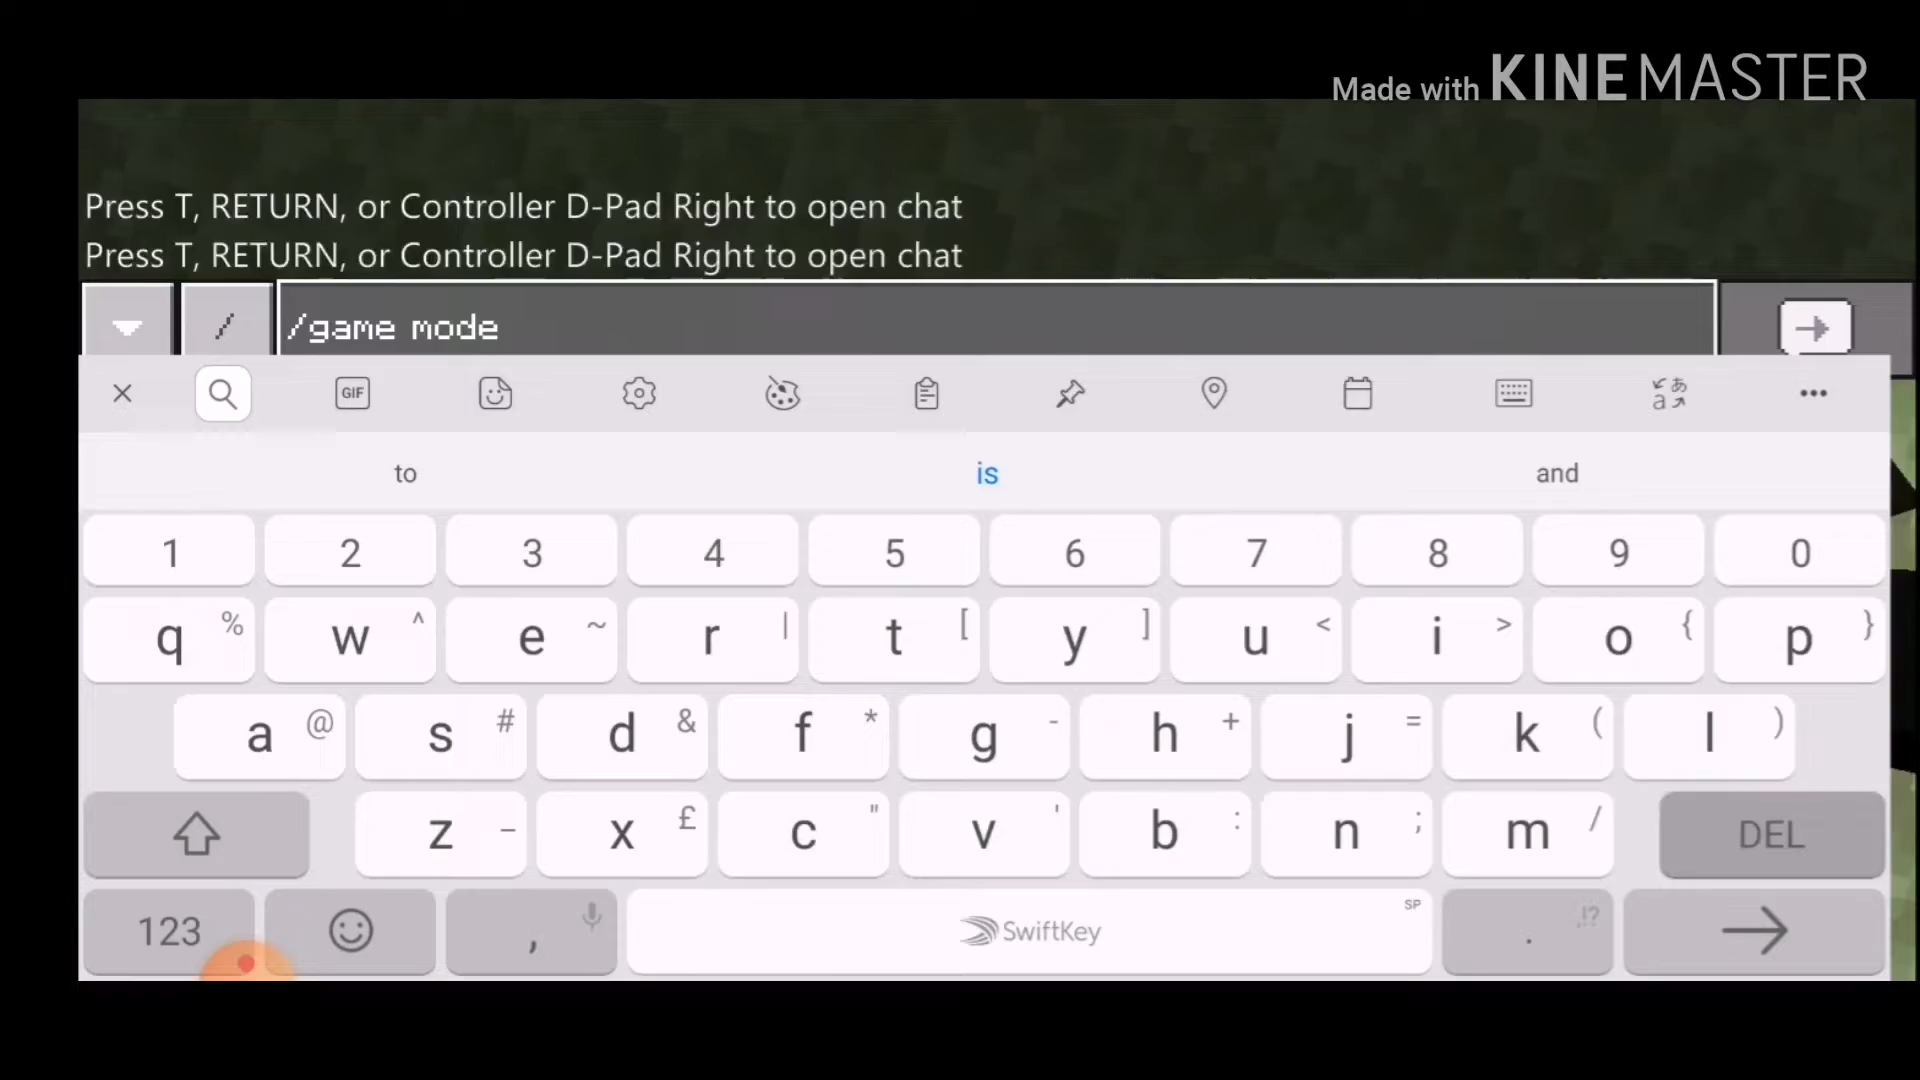 Made with KINEMASTER
Press T, RETURN, or Controller D-Pad Right to open chat
Press T, RETURN, or Controller D-Pad Right to open chat
/ /game mode
GIF
to is and
1 2 3 4 5 6 7 8 9 0
q % w ^ e ~ r | t [ y ] u < i > o { p }
a @ s # d & f * g - h + j = k ( l )
z _ x £ c " v ' b : n ; m / DEL
123 , SwiftKey SP . !?